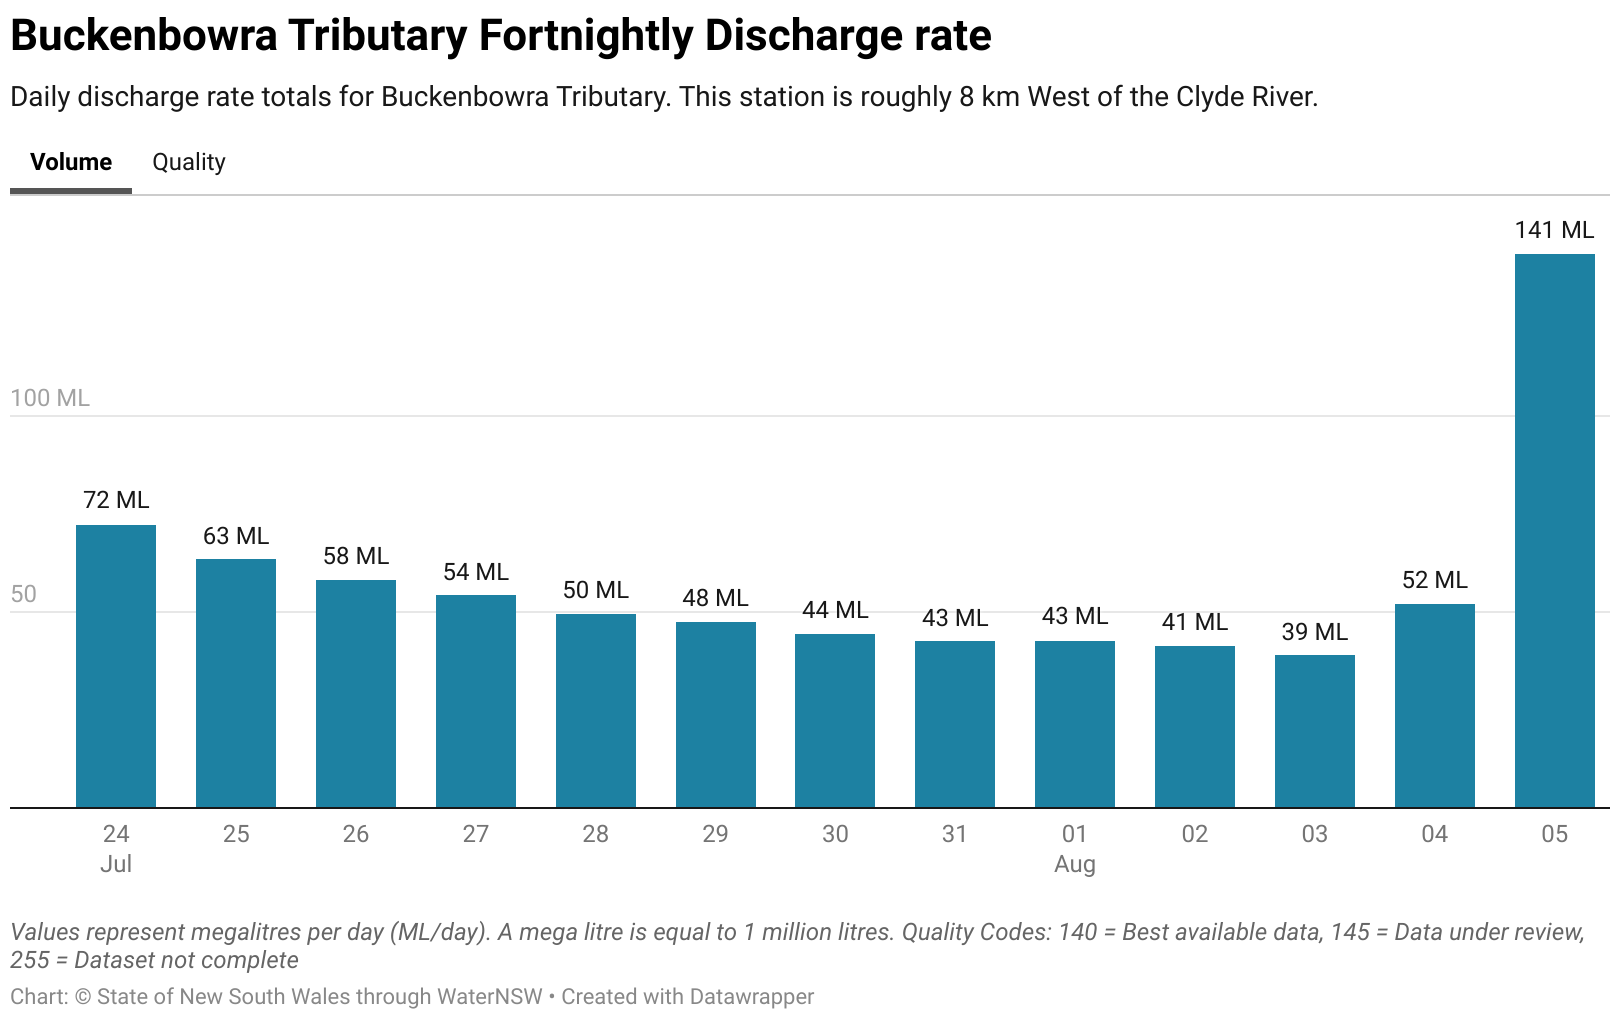 Buckenbowra Tributary Fortnightly Discharge rate
Daily discharge rate totals for Buckenbowra Tributary. This station is roughly 8 km West of the Clyde River.
Volume Quality
141 ML
100 ML
72 ML
63 ML
58 ML
54 ML
50 ML
48 ML
44 ML
43 ML
43 ML
41 ML
39 ML
52 ML
50
24 25 26 27 28 29 30 31 01 02 03 04 05
Jul Aug
Values represent megalitres per day (ML/day). A mega litre is equal to 1 million litres. Quality Codes: 140 = Best available data, 145 = Data under review,
255 = Dataset not complete
Chart: © State of New South Wales through WaterNSW • Created with Datawrapper